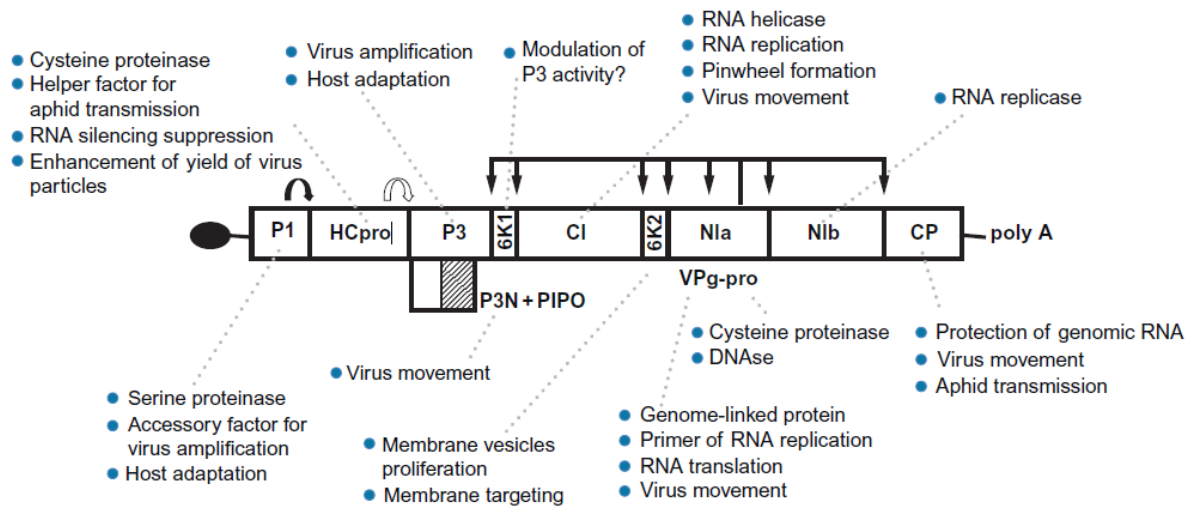 Cysteine proteinase
Helper factor for
aphid transmission
RNA silencing suppression
Enhancement of yield of virus
particles
Virus amplification
Host adaptation
Modulation of
P3 activity?
RNA helicase
RNA replication
Pinwheel formation
Virus movement
RNA replicase
P1
HCpro
P3
6K1
CI
6K2
NIa
NIb
CP
poly A
P3N + PIPO
VPg-pro
Serine proteinase
Accessory factor for
virus amplification
Host adaptation
Virus movement
Membrane vesicles
proliferation
Membrane targeting
Cysteine proteinase
DNAse
Genome-linked protein
Primer of RNA replication
RNA translation
Virus movement
Protection of genomic RNA
Virus movement
Aphid transmission